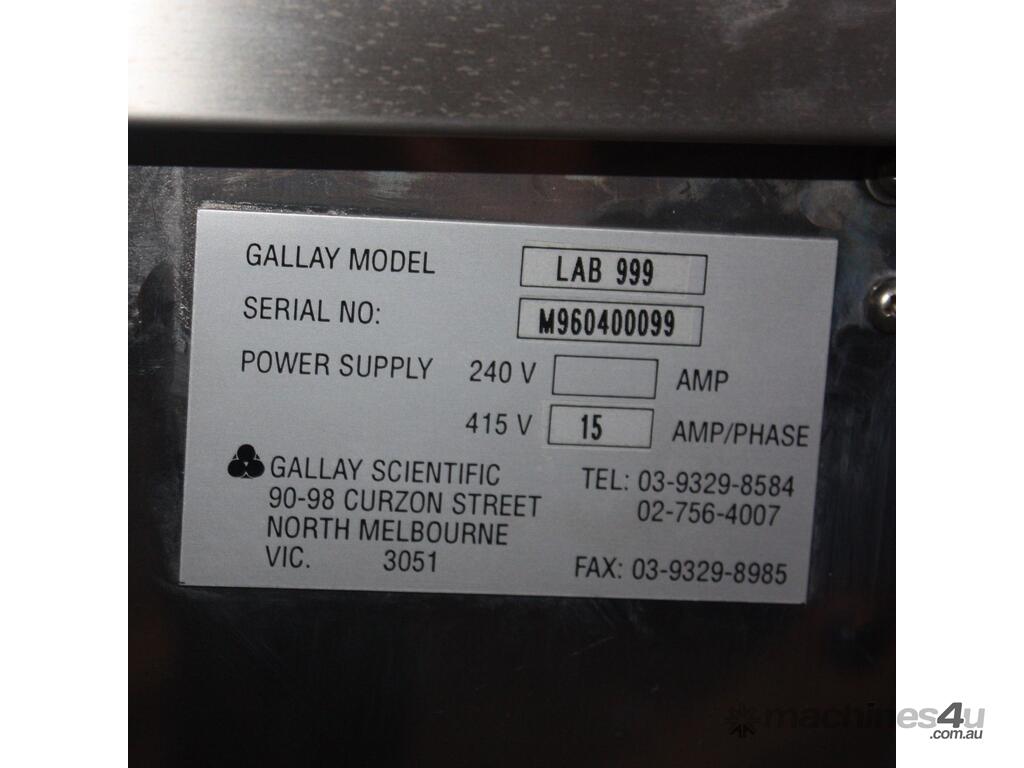 GALLAY MODEL LAB 999
SERIAL NO: M960400099
POWER SUPPLY 240 V AMP
415 V 15 AMP/PHASE
GALLAY SCIENTIFIC
90-98 CURZON STREET
NORTH MELBOURNE
VIC. 3051
TEL: 03-9329-8584
02-756-4007
FAX: 03-9329-8985
machines4u
.com.au